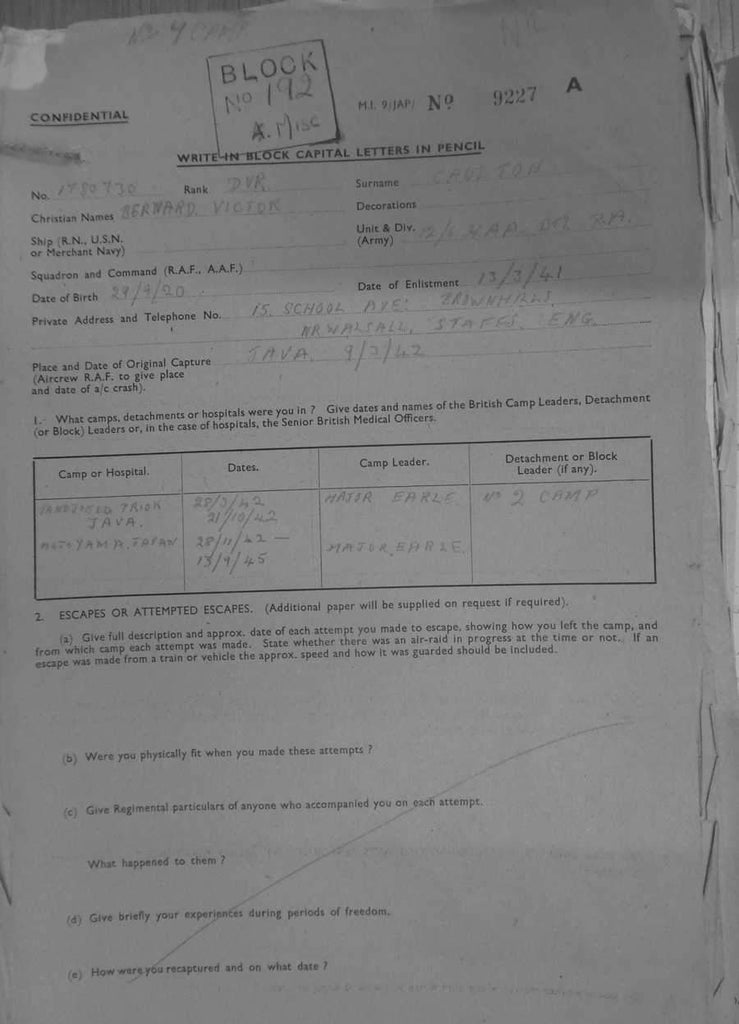 No 4 CAMP
Nil
BLOCK
No 192
A. Misc
CONFIDENTIAL
M.I. 9/JAP/ No 9227 A
WRITE IN BLOCK CAPITAL LETTERS IN PENCIL
No. Rank DVR Surname
Christian Names BERNARD VICTOR Decorations
Ship (R.N., U.S.N. or Merchant Navy)
Unit & Div. (Army) R.A.
Squadron and Command (R.A.F., A.A.F.)
Date of Birth 29/9/20 Date of Enlistment 13/3/41
Private Address and Telephone No. 15, SCHOOL AVE: BROWNHILLS,
NR WALSALL, STAFFS. ENG.
Place and Date of Original Capture JAVA. 9/3/42
(Aircrew R.A.F. to give place
and date of a/c crash).
1. What camps, detachments or hospitals were you in ? Give dates and names of the British Camp Leaders, Detachment
(or Block) Leaders or, in the case of hospitals, the Senior British Medical Officers.
Camp or Hospital. Dates. Camp Leader. Detachment or Block Leader (if any).
PRIOK JAVA. 28/3/42 21/10/42 MAJOR EARLE No 2 CAMP
MOTOYAMA, JAPAN 28/11/42 — 13/9/45 MAJOR EARLE.
2. ESCAPES OR ATTEMPTED ESCAPES. (Additional paper will be supplied on request if required).
(a) Give full description and approx. date of each attempt you made to escape, showing how you left the camp, and
from which camp each attempt was made. State whether there was an air-raid in progress at the time or not. If an
escape was made from a train or vehicle the approx. speed and how it was guarded should be included.
(b) Were you physically fit when you made these attempts ?
(c) Give Regimental particulars of anyone who accompanied you on each attempt.
What happened to them ?
(d) Give briefly your experiences during periods of freedom.
(e) How were you recaptured and on what date ?